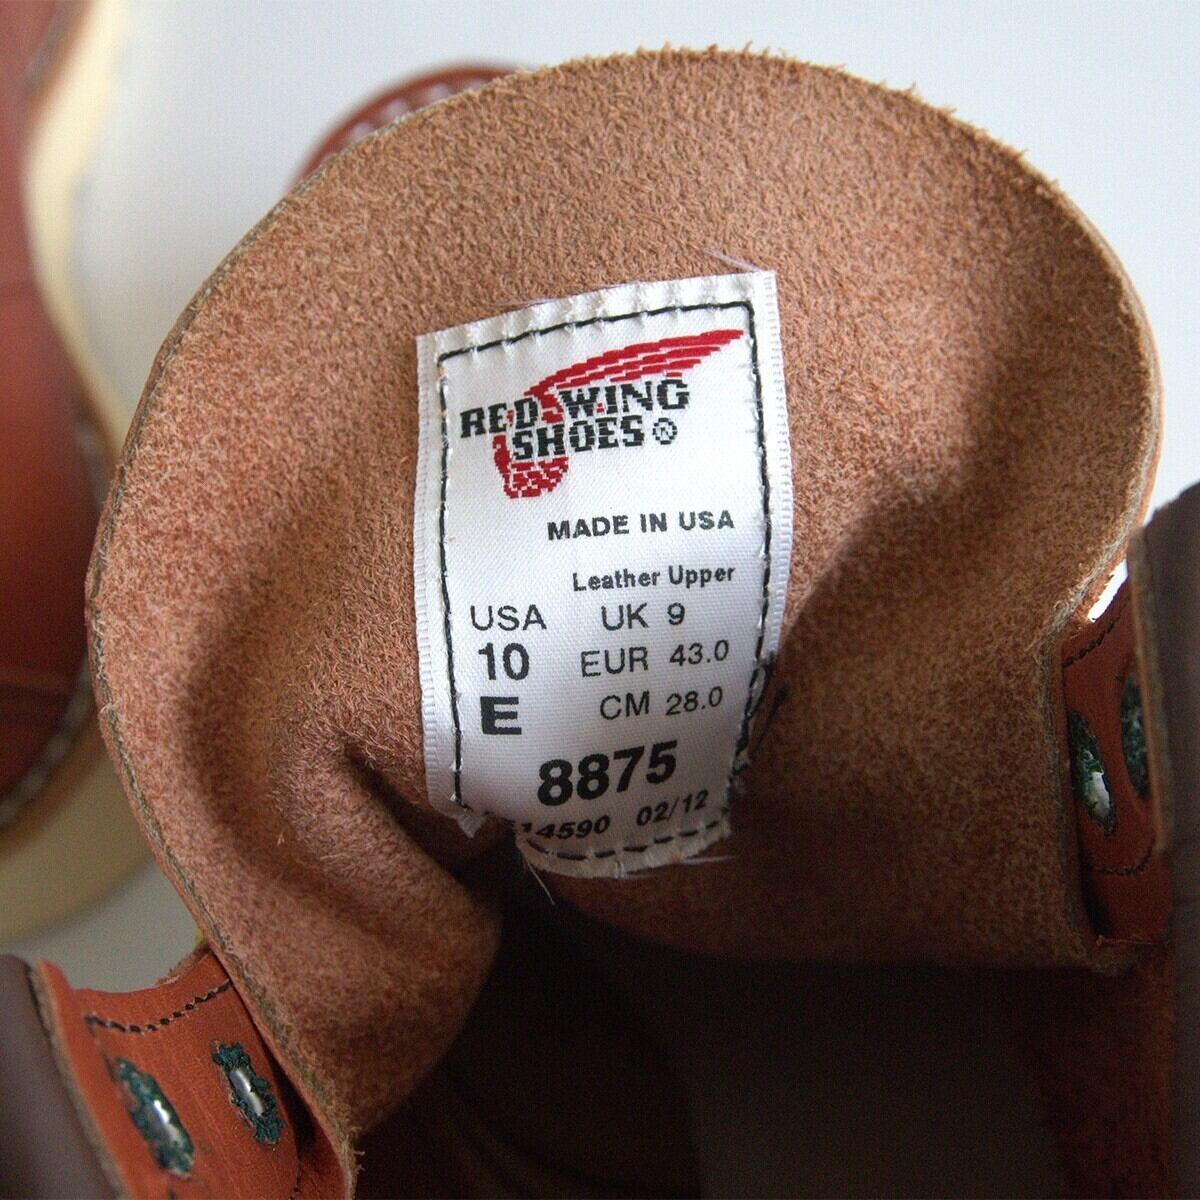 RED WING
SHOES ®
MADE IN USA
Leather Upper
USA UK 9
10 EUR 43.0
E CM 28.0
8875
14590 02/12